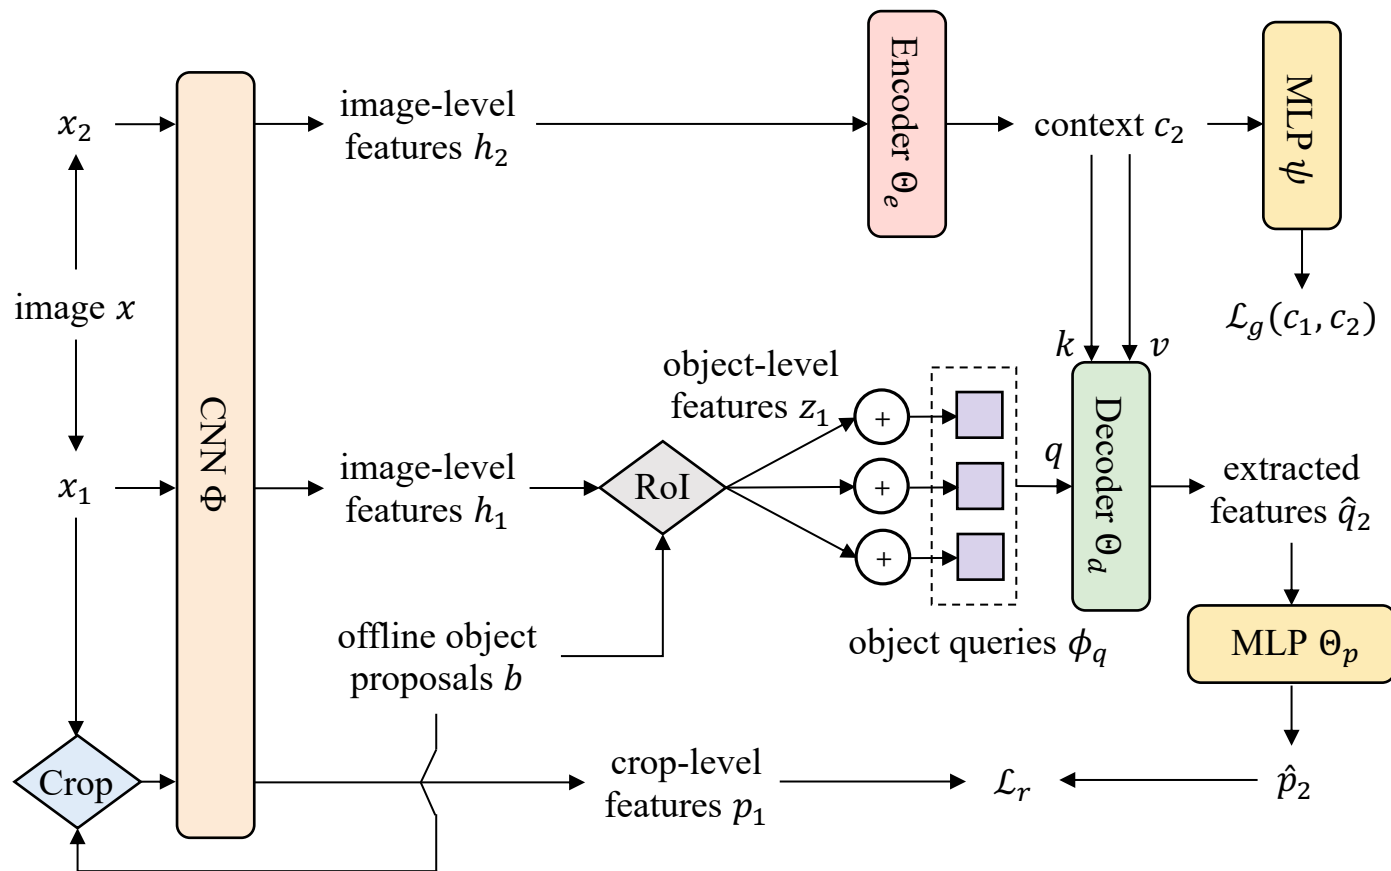 x₂
image x
x₁
Crop
CNN Φ
image-level
features h₂
Encoder Θₑ
context c₂
MLP ψ
ℒ_g(c₁, c₂)
image-level
features h₁
RoI
object-level
features z₁
+
+
+
object queries ϕ_q
k
v
q
Decoder Θ_d
extracted
features q̂₂
MLP Θₚ
p̂₂
offline object
proposals b
crop-level
features p₁
ℒᵣ